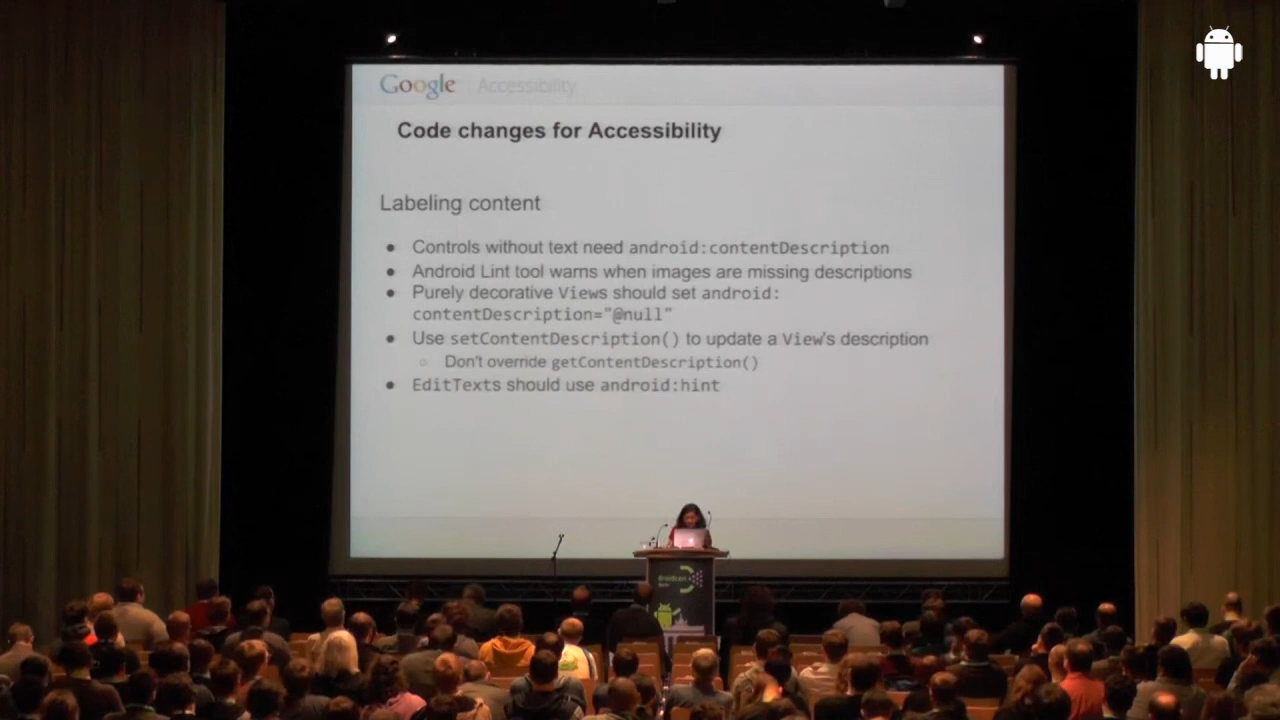 Google Accessibility
Code changes for Accessibility
Labeling content
● Controls without text need android:contentDescription
● Android Lint tool warns when images are missing descriptions
● Purely decorative Views should set android:
contentDescription="@null"
● Use setContentDescription() to update a View's description
○ Don't override getContentDescription()
● EditTexts should use android:hint
droidcon
Berlin